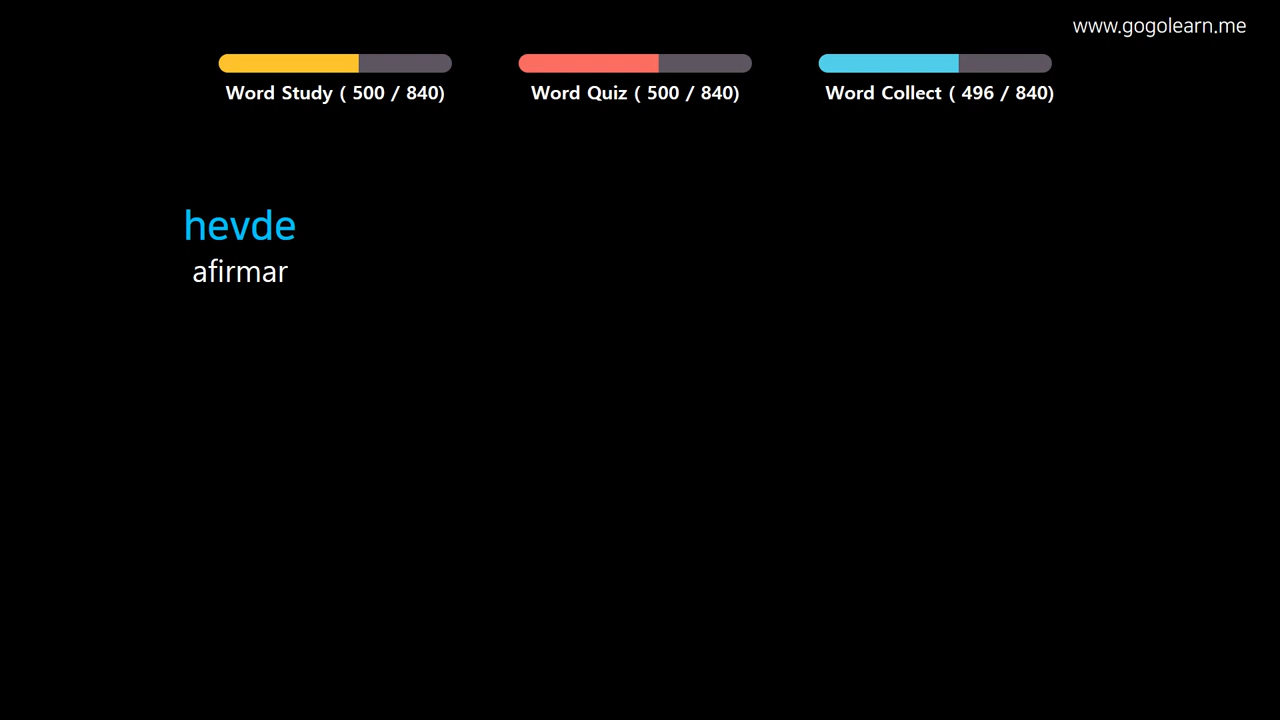 www.gogolearn.me
Word Study ( 500 / 840)
Word Quiz ( 500 / 840)
Word Collect ( 496 / 840)
hevde
afirmar